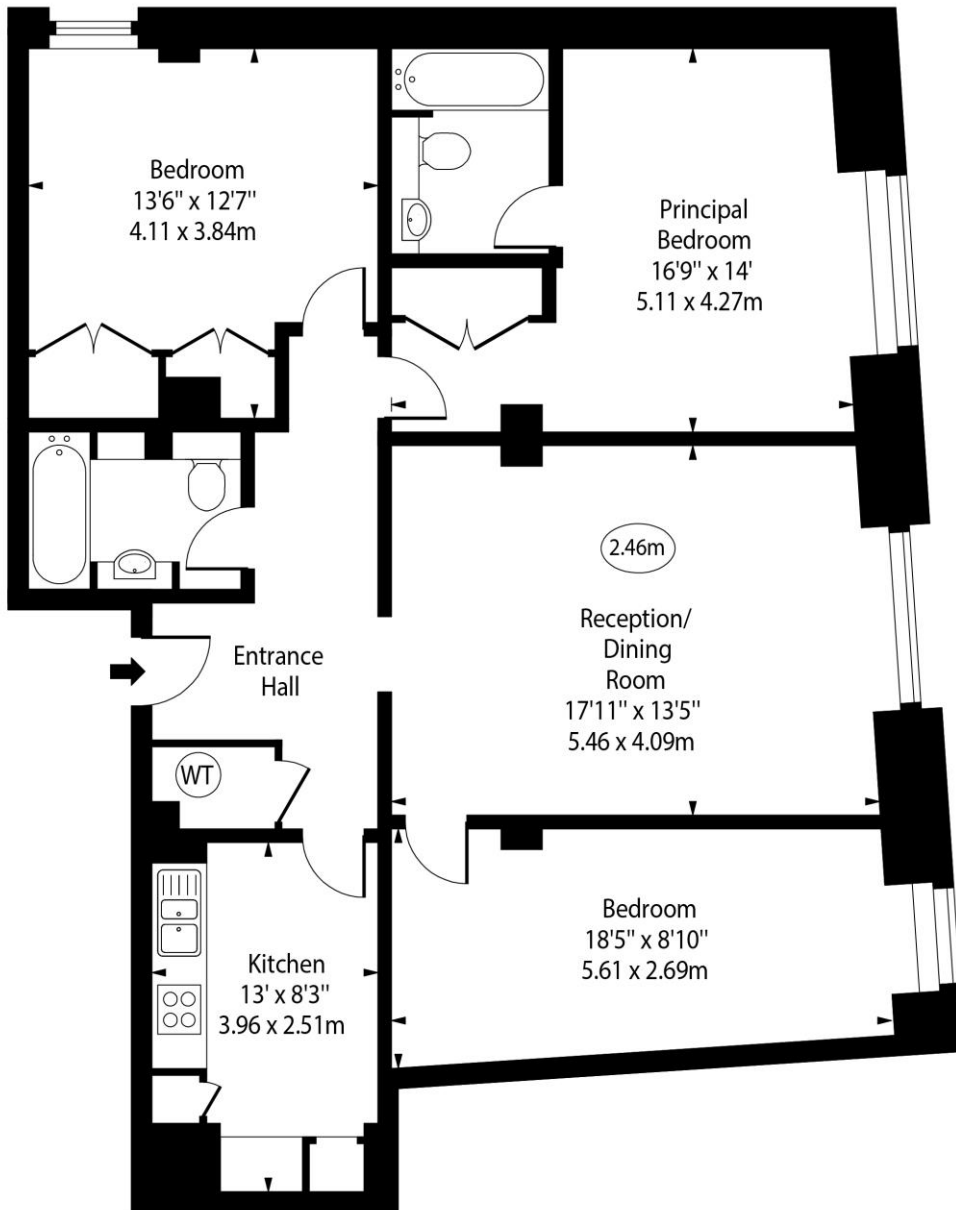 Bedroom
13'6'' x 12'7''
4.11 x 3.84m
Principal
Bedroom
16'9'' x 14'
5.11 x 4.27m
2.46m
Reception/
Dining
Room
17'11'' x 13'5''
5.46 x 4.09m
Entrance
Hall
WT
Bedroom
18'5'' x 8'10''
5.61 x 2.69m
Kitchen
13' x 8'3''
3.96 x 2.51m